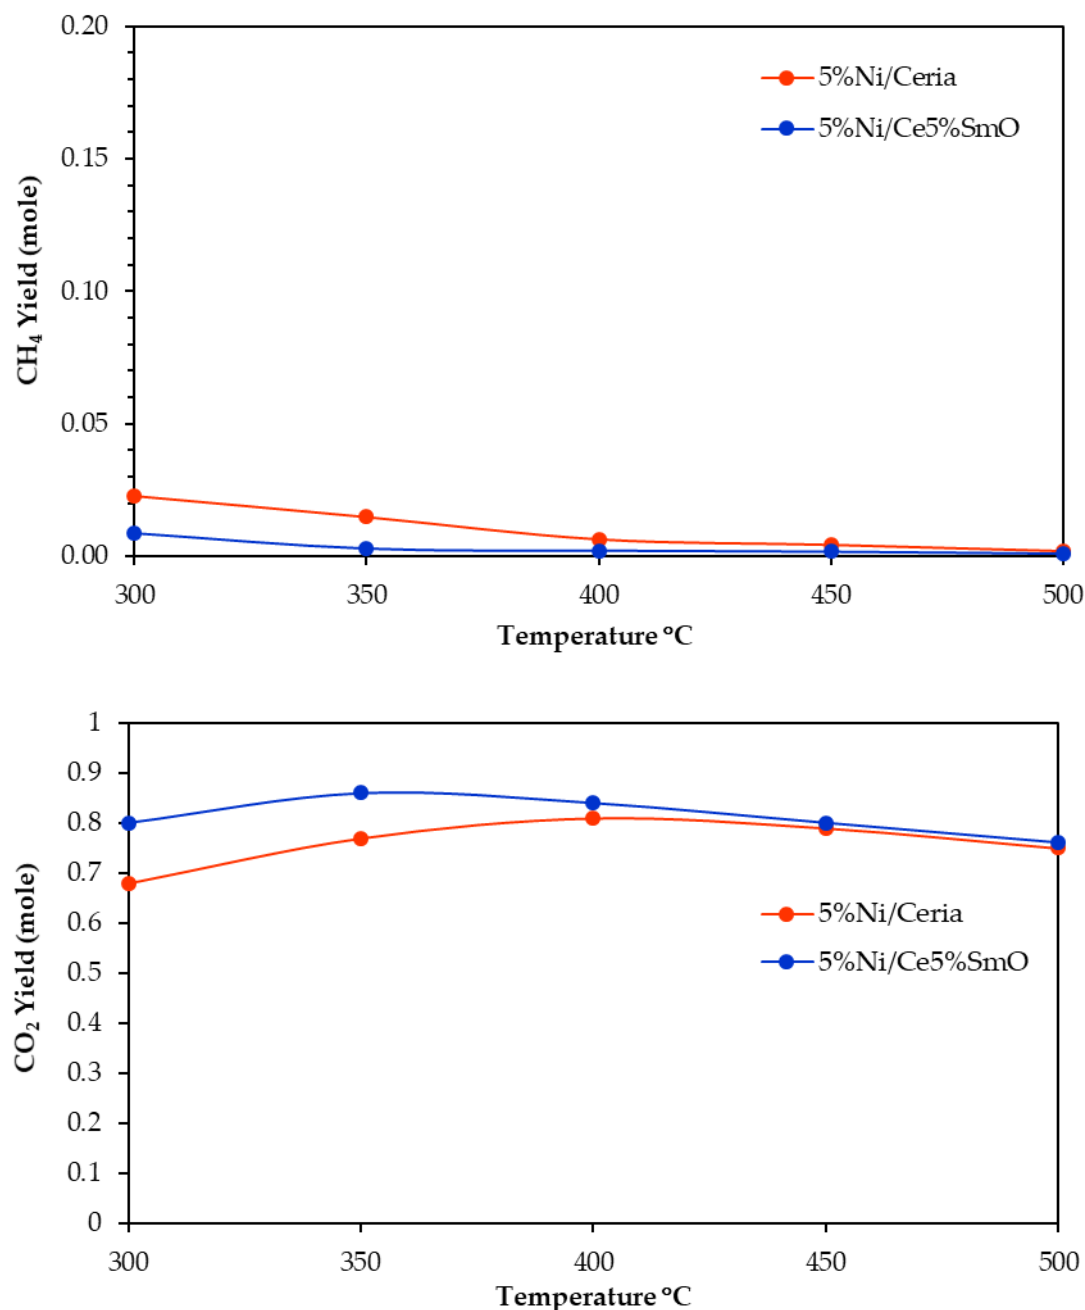 0.20
0.15
0.10
0.05
0.00
CH₄ Yield (mole)
5%Ni/Ceria
5%Ni/Ce5%SmO
300 350 400 450 500
Temperature ºC
1
0.9
0.8
0.7
0.6
0.5
0.4
0.3
0.2
0.1
0
CO₂ Yield (mole)
5%Ni/Ceria
5%Ni/Ce5%SmO
300 350 400 450 500
Temperature ºC